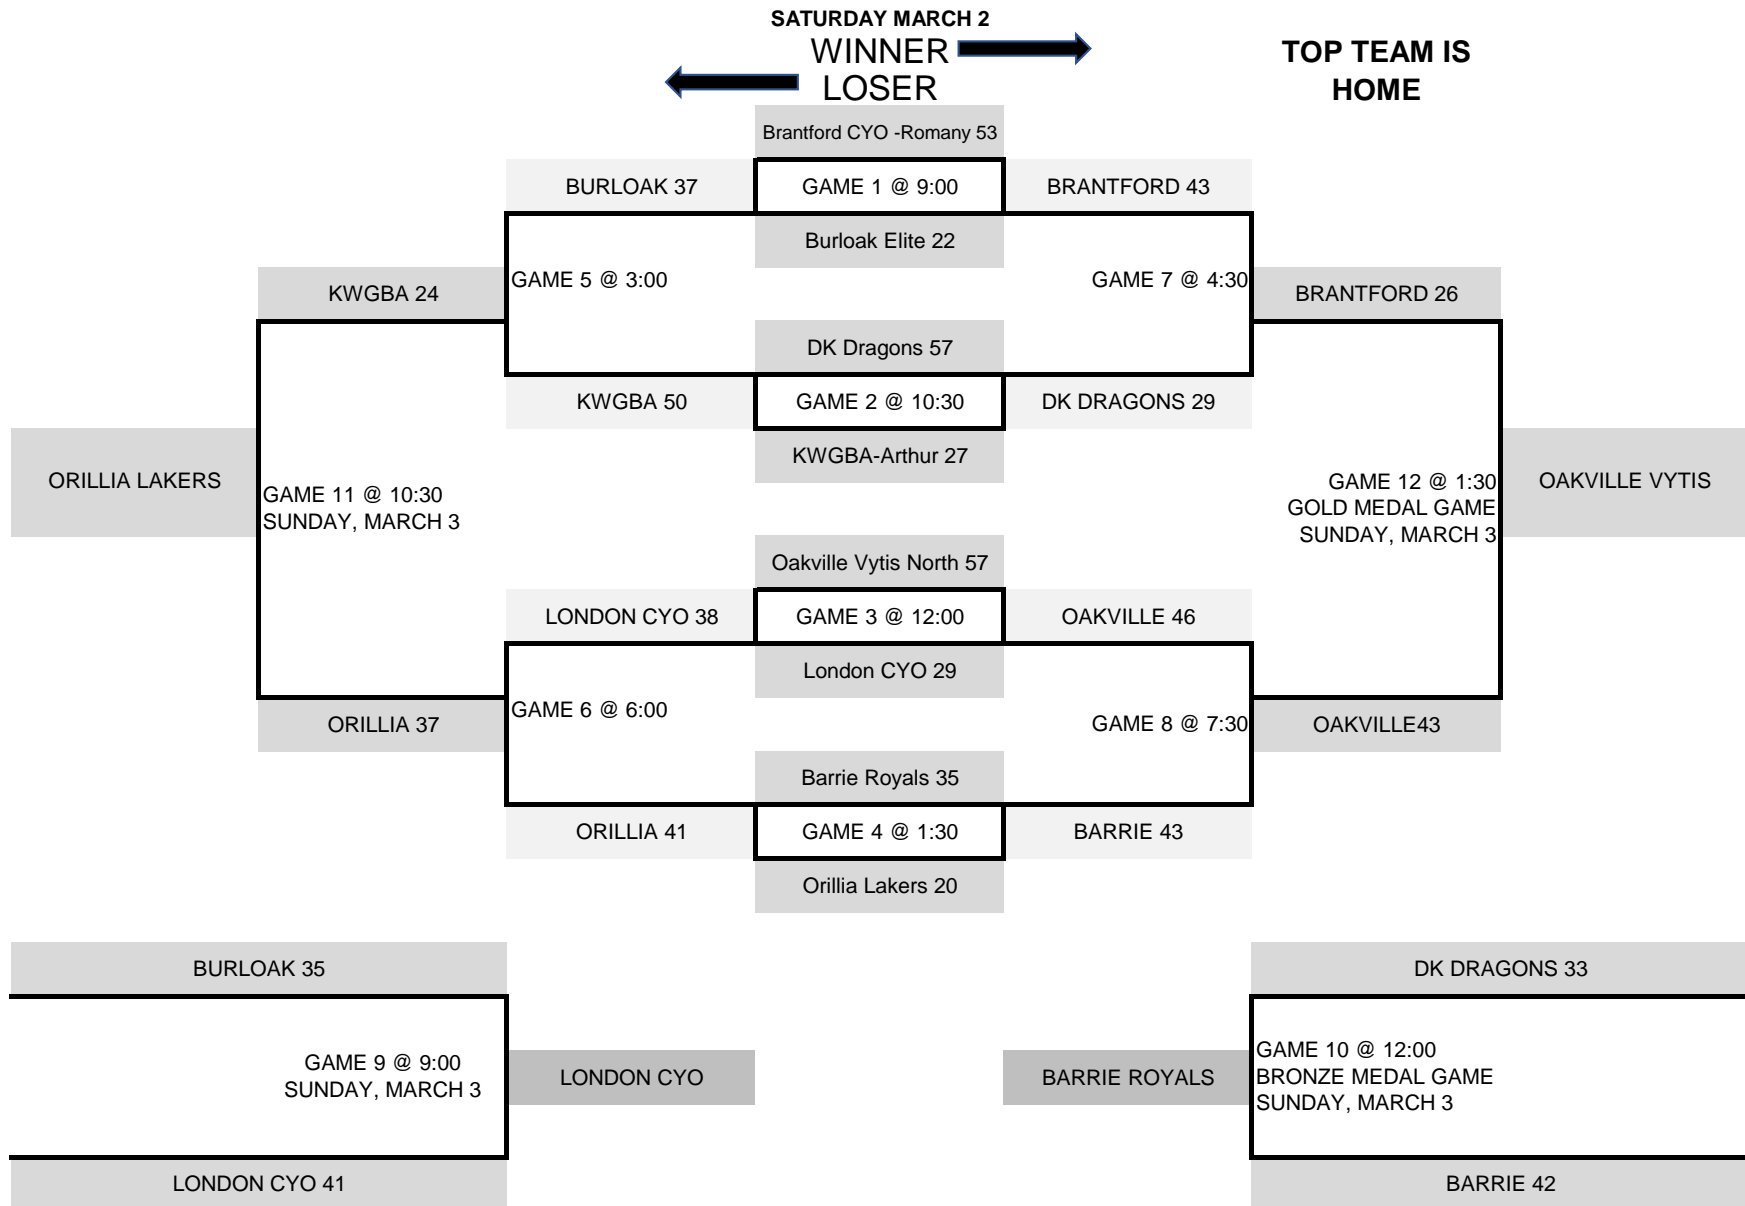 SATURDAY MARCH 2
WINNER
LOSER
TOP TEAM IS
HOME
Brantford CYO -Romany 53
BURLOAK 37
GAME 1 @ 9:00
BRANTFORD 43
Burloak Elite 22
GAME 5 @ 3:00
GAME 7 @ 4:30
KWGBA 24
BRANTFORD 26
DK Dragons 57
KWGBA 50
GAME 2 @ 10:30
DK DRAGONS 29
KWGBA-Arthur 27
ORILLIA LAKERS
GAME 11 @ 10:30
SUNDAY, MARCH 3
GAME 12 @ 1:30
GOLD MEDAL GAME
SUNDAY, MARCH 3
OAKVILLE VYTIS
Oakville Vytis North 57
LONDON CYO 38
GAME 3 @ 12:00
OAKVILLE 46
London CYO 29
GAME 6 @ 6:00
GAME 8 @ 7:30
ORILLIA 37
OAKVILLE43
Barrie Royals 35
ORILLIA 41
GAME 4 @ 1:30
BARRIE 43
Orillia Lakers 20
BURLOAK 35
DK DRAGONS 33
GAME 9 @ 9:00
SUNDAY, MARCH 3
LONDON CYO
BARRIE ROYALS
GAME 10 @ 12:00
BRONZE MEDAL GAME
SUNDAY, MARCH 3
LONDON CYO 41
BARRIE 42